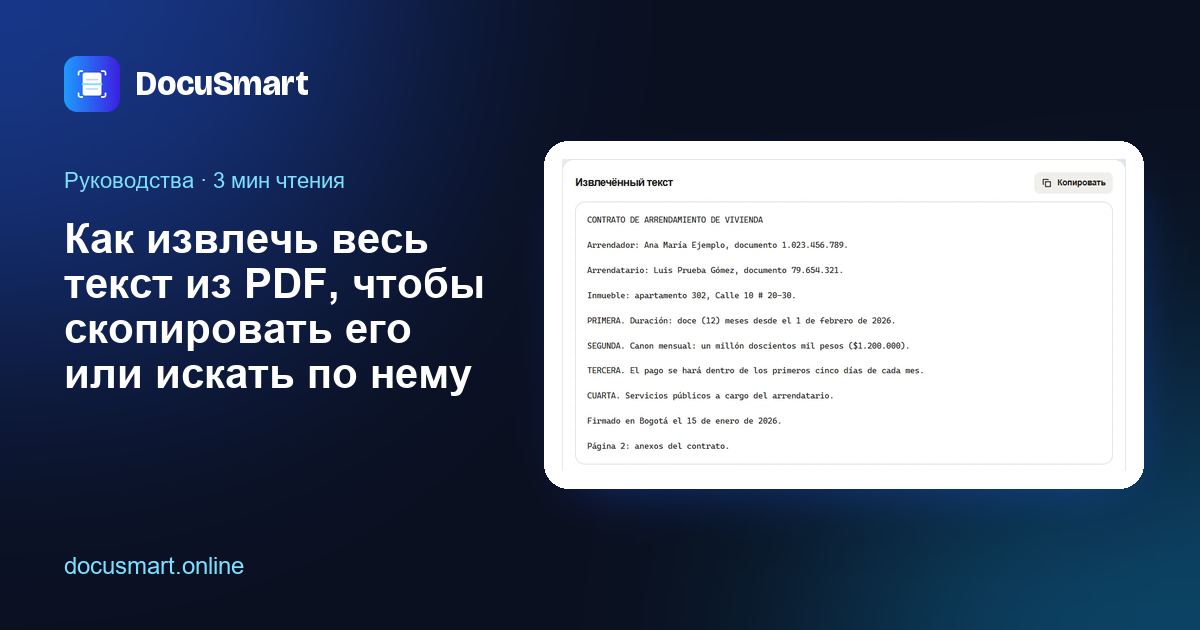 DocuSmart
Руководства · 3 мин чтения
Как извлечь весь
текст из PDF, чтобы
скопировать его
или искать по нему
docusmart.online
Извлечённый текст
Копировать
CONTRATO DE ARRENDAMIENTO DE VIVIENDA
Arrendador: Ana María Ejemplo, documento 1.023.456.789.
Arrendatario: Luis Prueba Gómez, documento 79.654.321.
Inmueble: apartamento 302, Calle 10 # 20-30.
PRIMERA. Duración: doce (12) meses desde el 1 de febrero de 2026.
SEGUNDA. Canon mensual: un millón doscientos mil pesos ($1.200.000).
TERCERA. El pago se hará dentro de los primeros cinco días de cada mes.
CUARTA. Servicios públicos a cargo del arrendatario.
Firmado en Bogotá el 15 de enero de 2026.
Página 2: anexos del contrato.